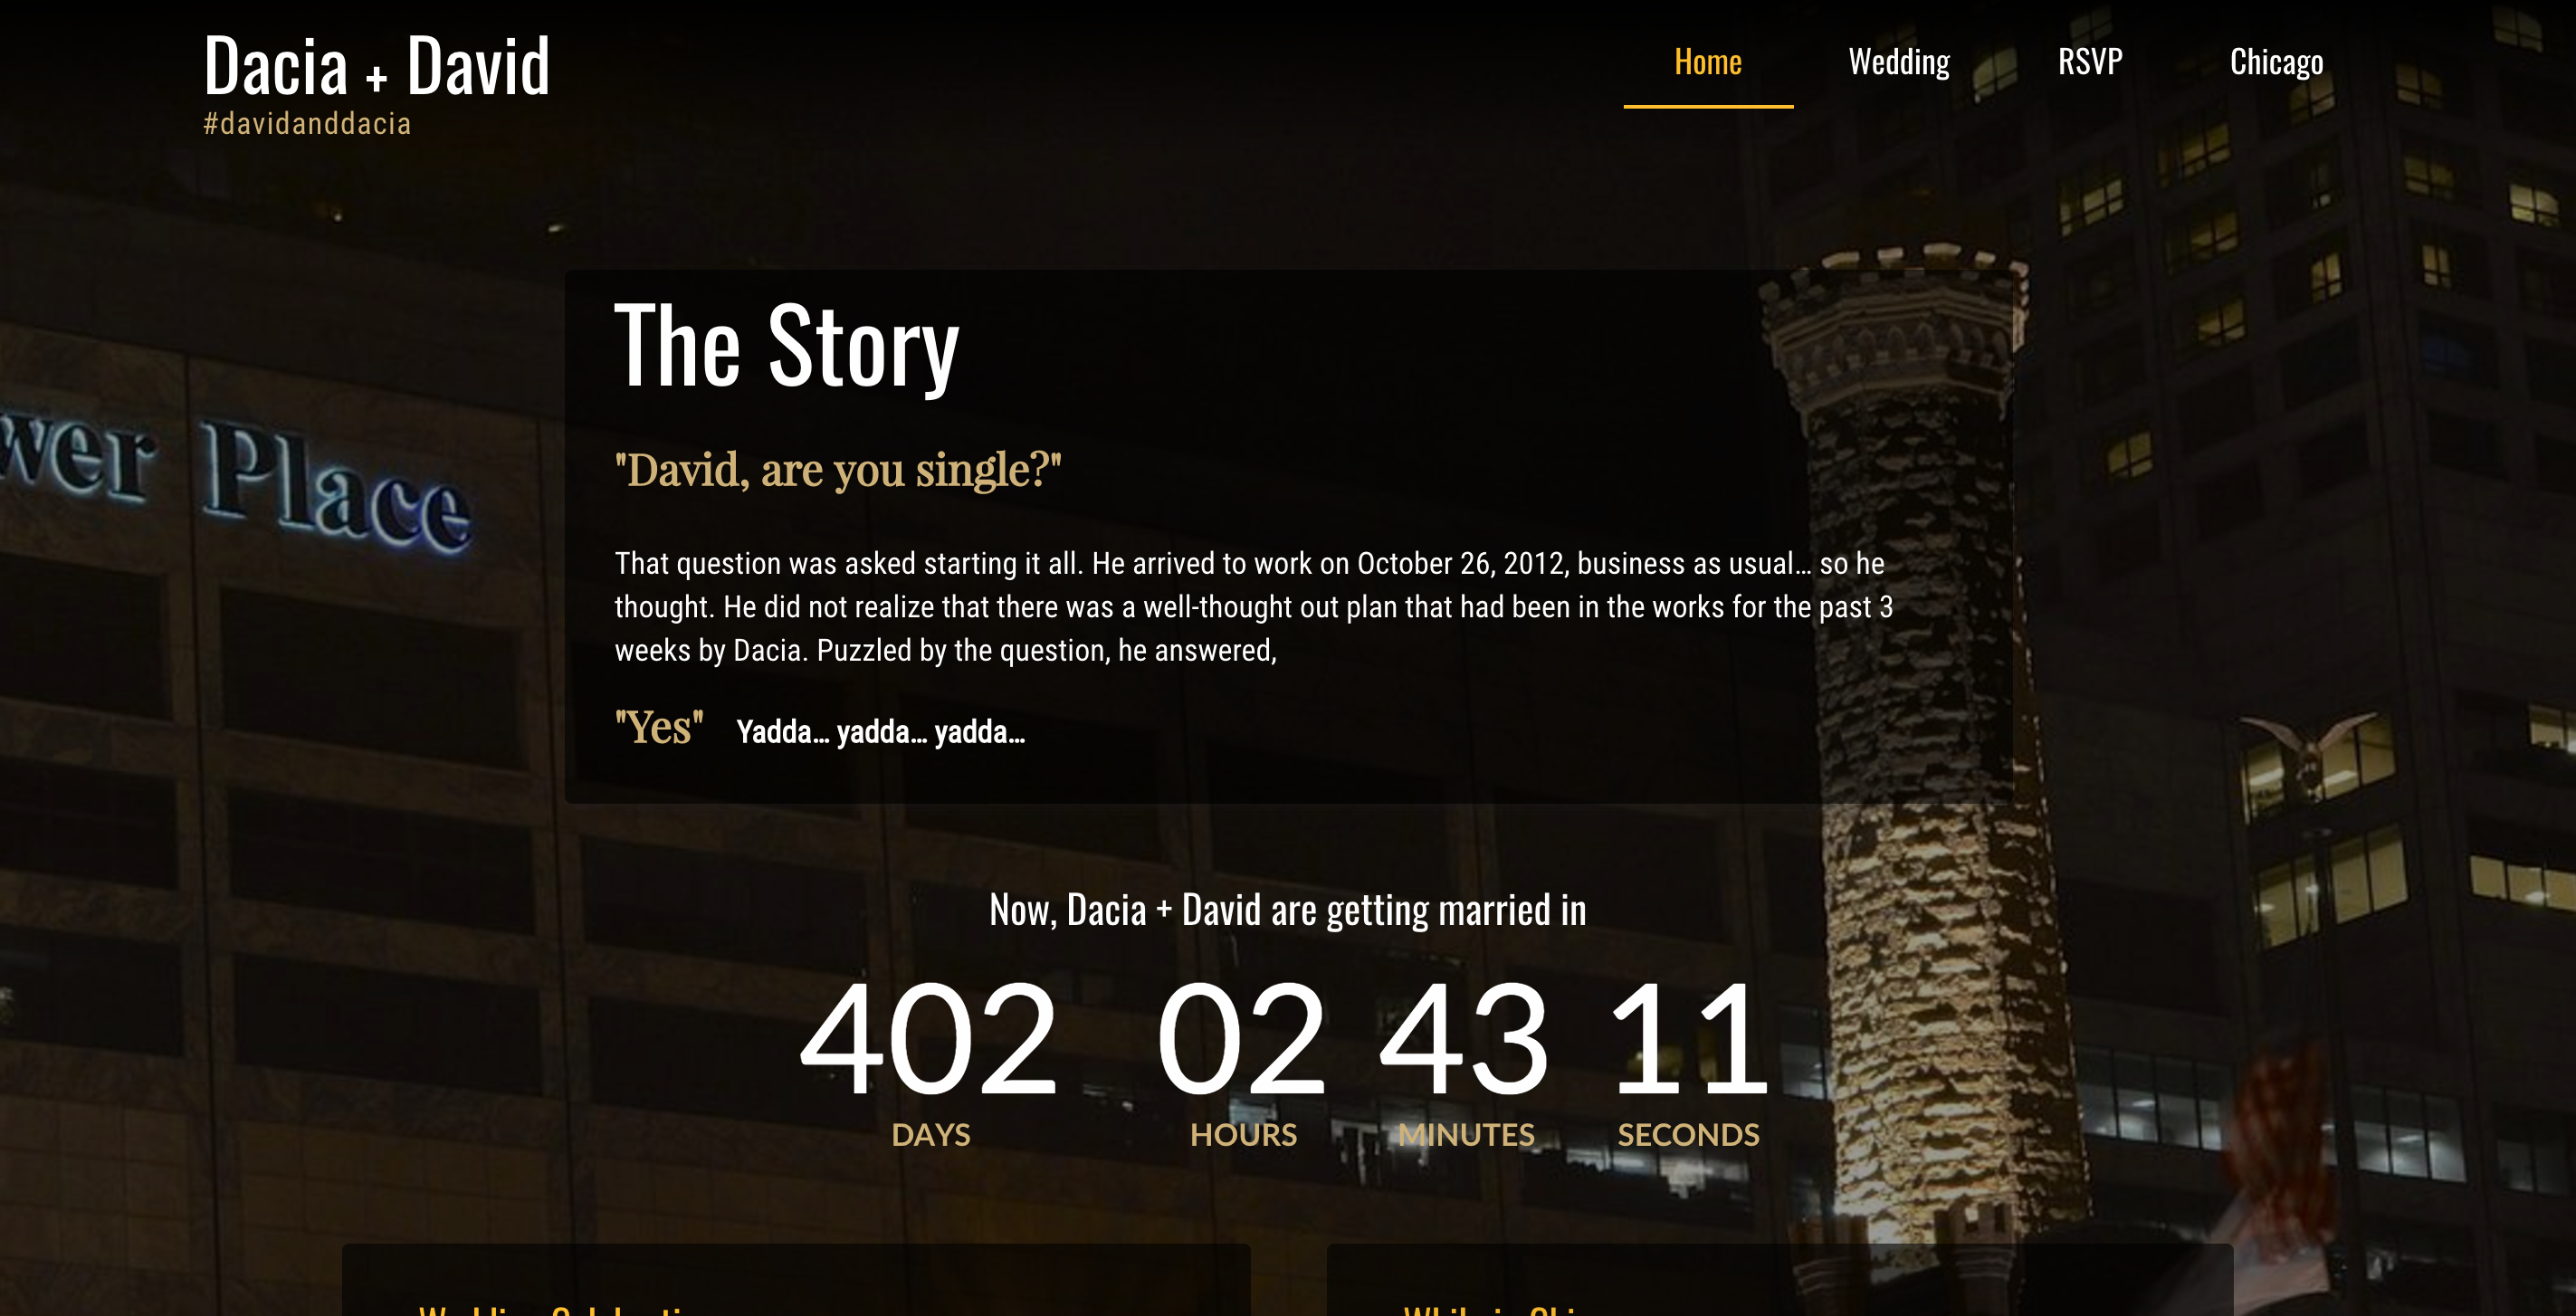 Dacia + David
#davidanddacia
Home
Wedding
RSVP
Chicago
The Story
"David, are you single?"
wer Place
That question was asked starting it all. He arrived to work on October 26, 2012, business as usual... so he
thought. He did not realize that there was a well-thought out plan that had been in the works for the past 3
weeks by Dacia. Puzzled by the question, he answered,
"Yes" Yadda... yadda... yadda...
Now, Dacia + David are getting married in
402 02 43 11
DAYS HOURS MINUTES SECONDS